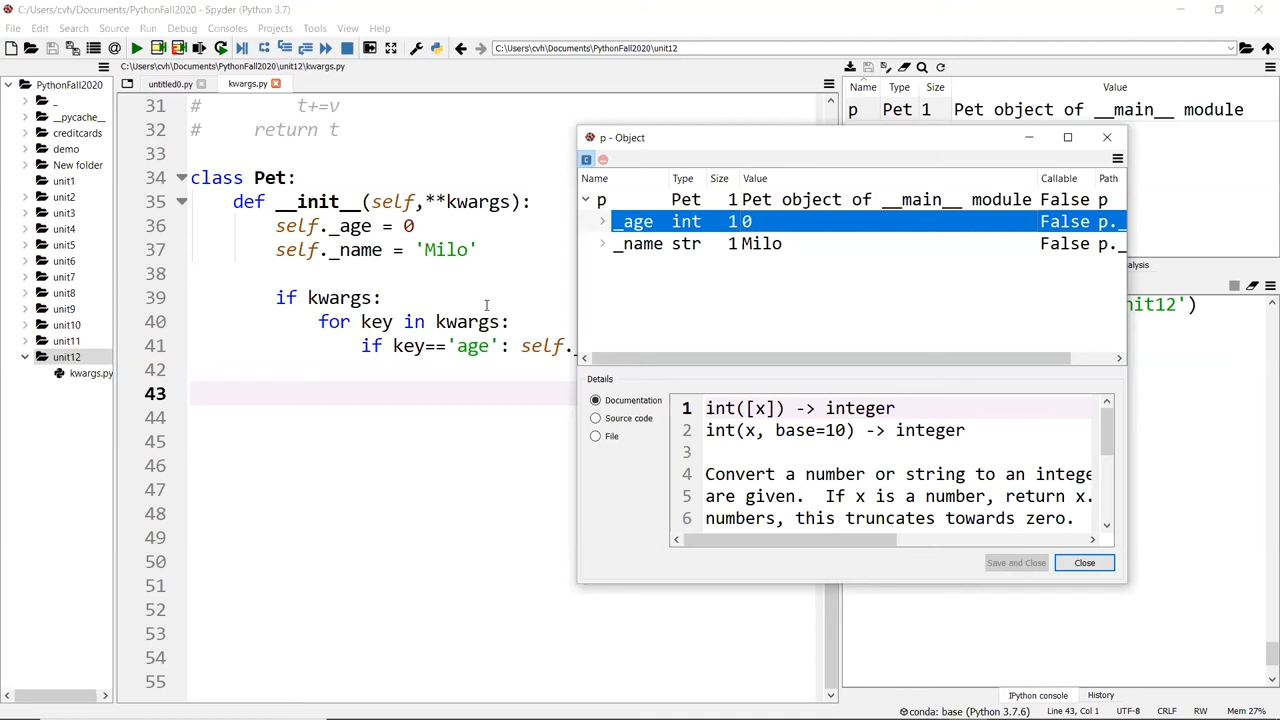 C:\Users\cvh\Documents\PythonFall2020 - Spyder (Python 3.7)
File Edit Search Source Run Debug Consoles Projects Tools View Help
C:\Users\cvh\Documents\PythonFall2020\unit12
C:\Users\cvh\Documents\PythonFall2020\unit12\kwargs.py
PythonFall2020
_
__pycache__
creditcards
demo
New folder
unit1
unit2
unit3
unit4
unit5
unit6
unit7
unit8
unit9
unit10
unit11
unit12
kwargs.py
untitled0.py kwargs.py
31 # t+=v
32 # return t
33
34 class Pet:
35 def __init__(self,**kwargs):
36 self._age = 0
37 self._name = 'Milo'
38
39 if kwargs:
40 for key in kwargs:
41 if key=='age': self._
42
43
44
45
46
47
48
49
50
51
52
53
54
55
Name Type Size Value
p Pet 1 Pet object of __main__ module
p - Object
Name Type Size Value Callable Path
p Pet 1 Pet object of __main__ module False p
_age int 1 0 False p._
_name str 1 Milo False p._
Details
Documentation
Source code
File
1 int([x]) -> integer
2 int(x, base=10) -> integer
3
4 Convert a number or string to an intege
5 are given. If x is a number, return x.
6 numbers, this truncates towards zero.
Save and Close Close
alysis
nit12')
IPython console History
conda: base (Python 3.7.6) Line 43, Col 1 UTF-8 CRLF RW Mem 27%